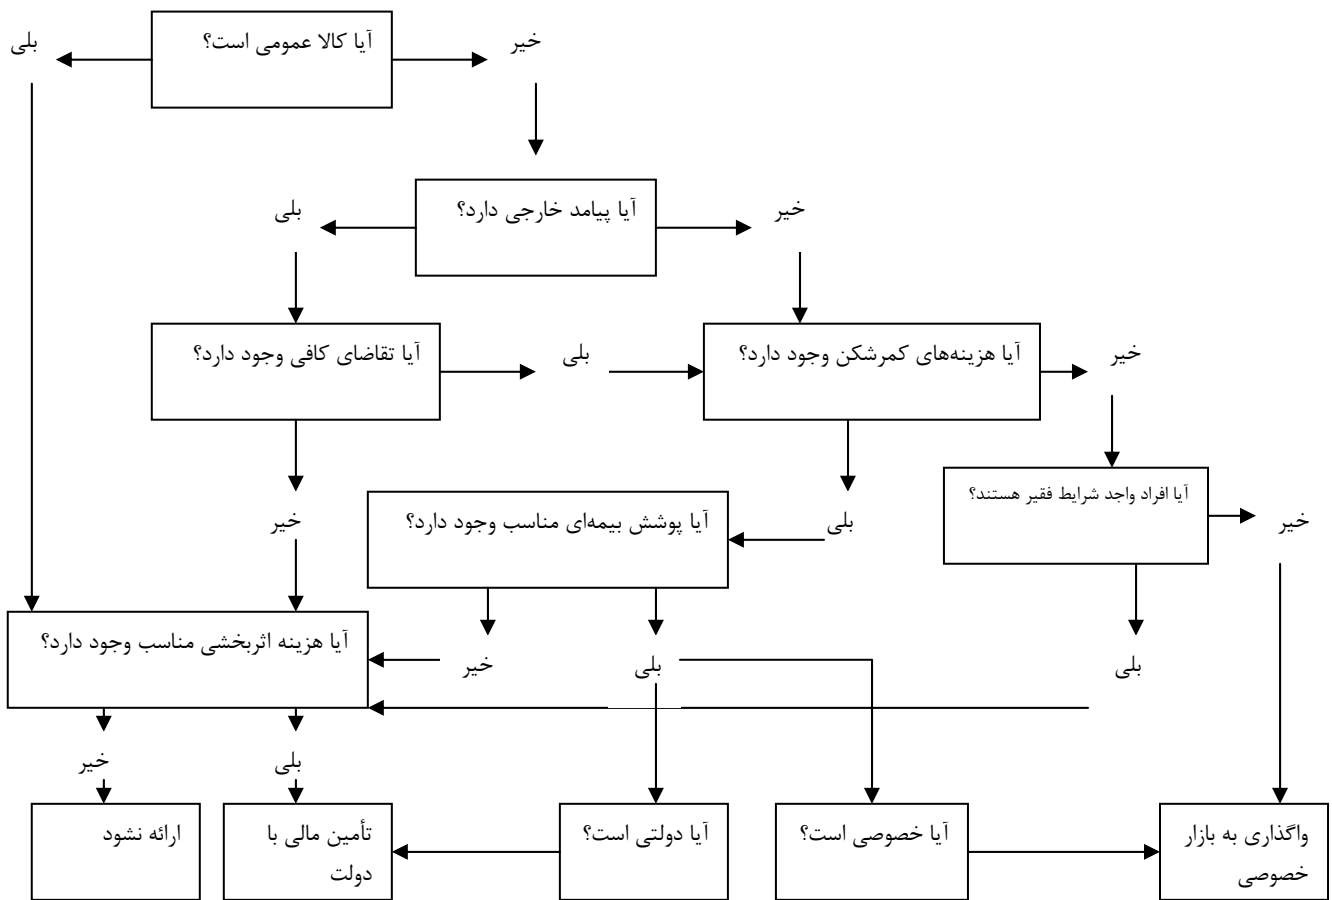 آیا کالا عمومی است؟
خیر
بلی
آیا پیامد خارجی دارد؟
خیر
بلی
آیا هزینه‌های کمرشکن وجود دارد؟
خیر
بلی
آیا تقاضای کافی وجود دارد؟
آیا افراد واجد شرایط فقیر هستند؟
خیر
بلی
آیا پوشش بیمه‌ای مناسب وجود دارد؟
خیر
آیا هزینه اثربخشی مناسب وجود دارد؟
بلی
بلی
خیر
بلی
خیر
واگذاری به بازار
خصوصی
آیا خصوصی است؟
آیا دولتی است؟
تأمین مالی با
دولت
ارائه نشود